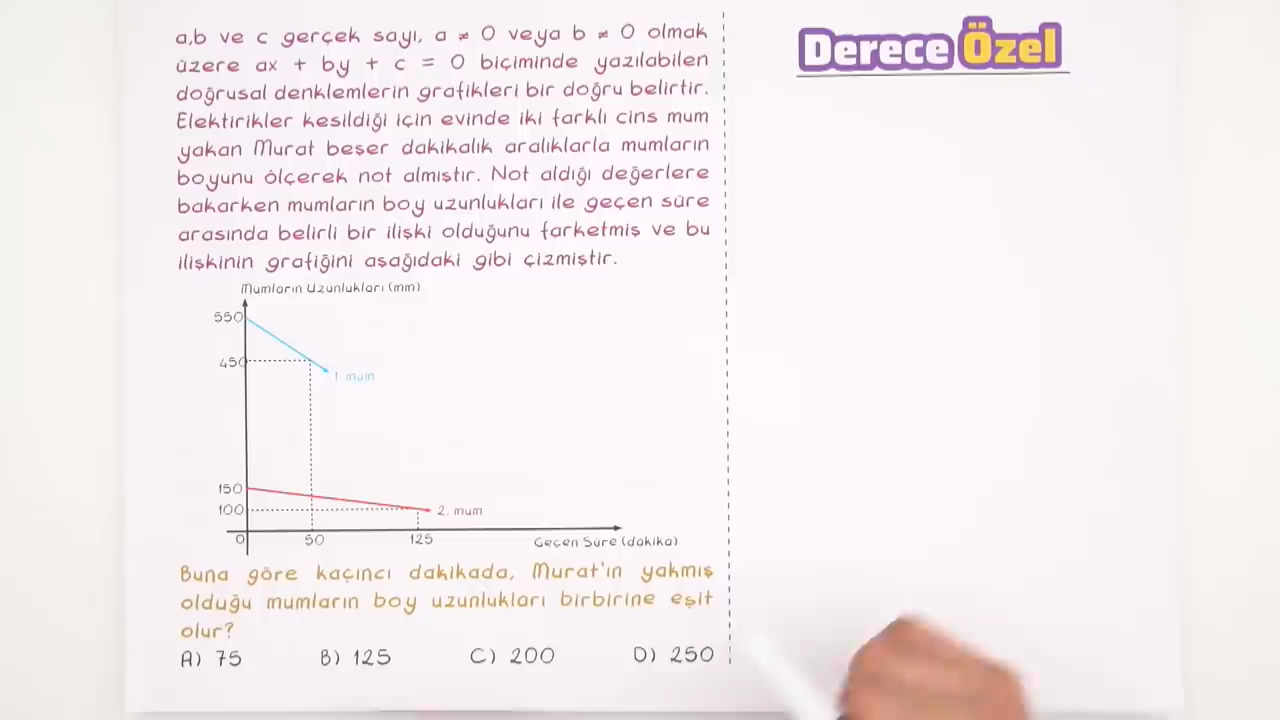 a,b ve c gerçek sayı, a ≠ 0 veya b ≠ 0 olmak
üzere ax + by + c = 0 biçiminde yazılabilen
doğrusal denklemlerin grafikleri bir doğru belirtir.
Elektirikler kesildiği için evinde iki farklı cins mum
yakan Murat beşer dakikalık aralıklarla mumların
boyunu ölçerek not almıştır. Not aldığı değerlere
bakarken mumların boy uzunlukları ile geçen süre
arasında belirli bir ilişki olduğunu farketmiş ve bu
ilişkinin grafiğini aşağıdaki gibi çizmiştir.
Mumların Uzunlukları (mm)
550
450
1. mum
150
100
2. mum
0
50
125
Geçen Süre (dakika)
Buna göre kaçıncı dakikada, Murat'ın yakmış
olduğu mumların boy uzunlukları birbirine eşit
olur?
A) 75 B) 125 C) 200 D) 250
Derece Özel